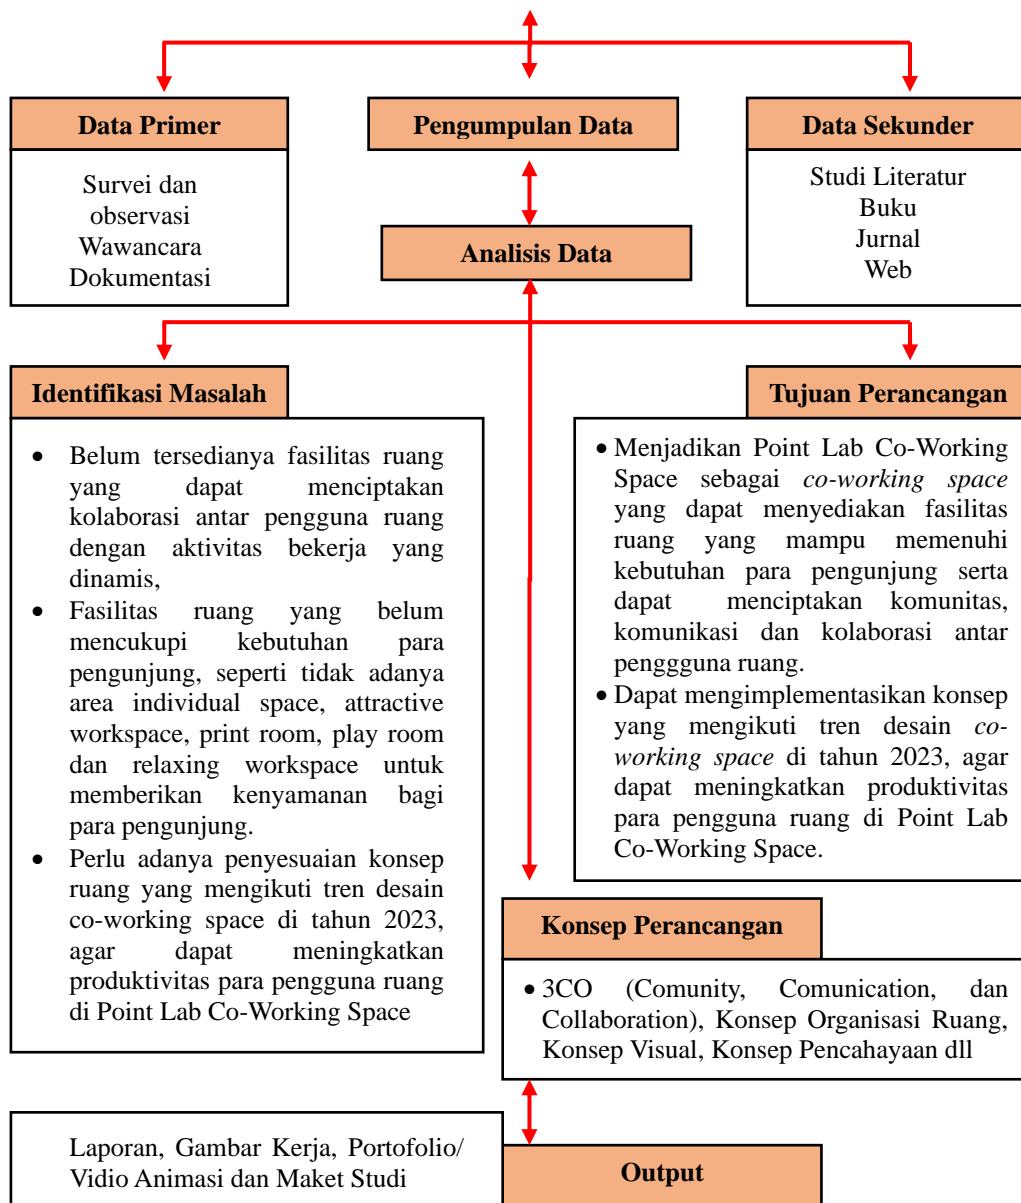 Data Primer
Survei dan
observasi
Wawancara
Dokumentasi
Pengumpulan Data
Data Sekunder
Studi Literatur
Buku
Jurnal
Web
Analisis Data
Identifikasi Masalah
• Belum tersedianya fasilitas ruang
yang dapat menciptakan
kolaborasi antar pengguna ruang
dengan aktivitas bekerja yang
dinamis,
• Fasilitas ruang yang belum
mencukupi kebutuhan para
pengunjung, seperti tidak adanya
area individual space, attractive
workspace, print room, play room
dan relaxing workspace untuk
memberikan kenyamanan bagi
para pengunjung.
• Perlu adanya penyesuaian konsep
ruang yang mengikuti tren desain
co-working space di tahun 2023,
agar dapat meningkatkan
produktivitas para pengguna ruang
di Point Lab Co-Working Space
Tujuan Perancangan
• Menjadikan Point Lab Co-Working
Space sebagai co-working space
yang dapat menyediakan fasilitas
ruang yang mampu memenuhi
kebutuhan para pengunjung serta
dapat menciptakan komunitas,
komunikasi dan kolaborasi antar
penggguna ruang.
• Dapat mengimplementasikan konsep
yang mengikuti tren desain co-
working space di tahun 2023, agar
dapat meningkatkan produktivitas
para pengguna ruang di Point Lab
Co-Working Space.
Konsep Perancangan
• 3CO (Comunity, Comunication, dan
Collaboration), Konsep Organisasi Ruang,
Konsep Visual, Konsep Pencahayaan dll
Laporan, Gambar Kerja, Portofolio/
Vidio Animasi dan Maket Studi
Output